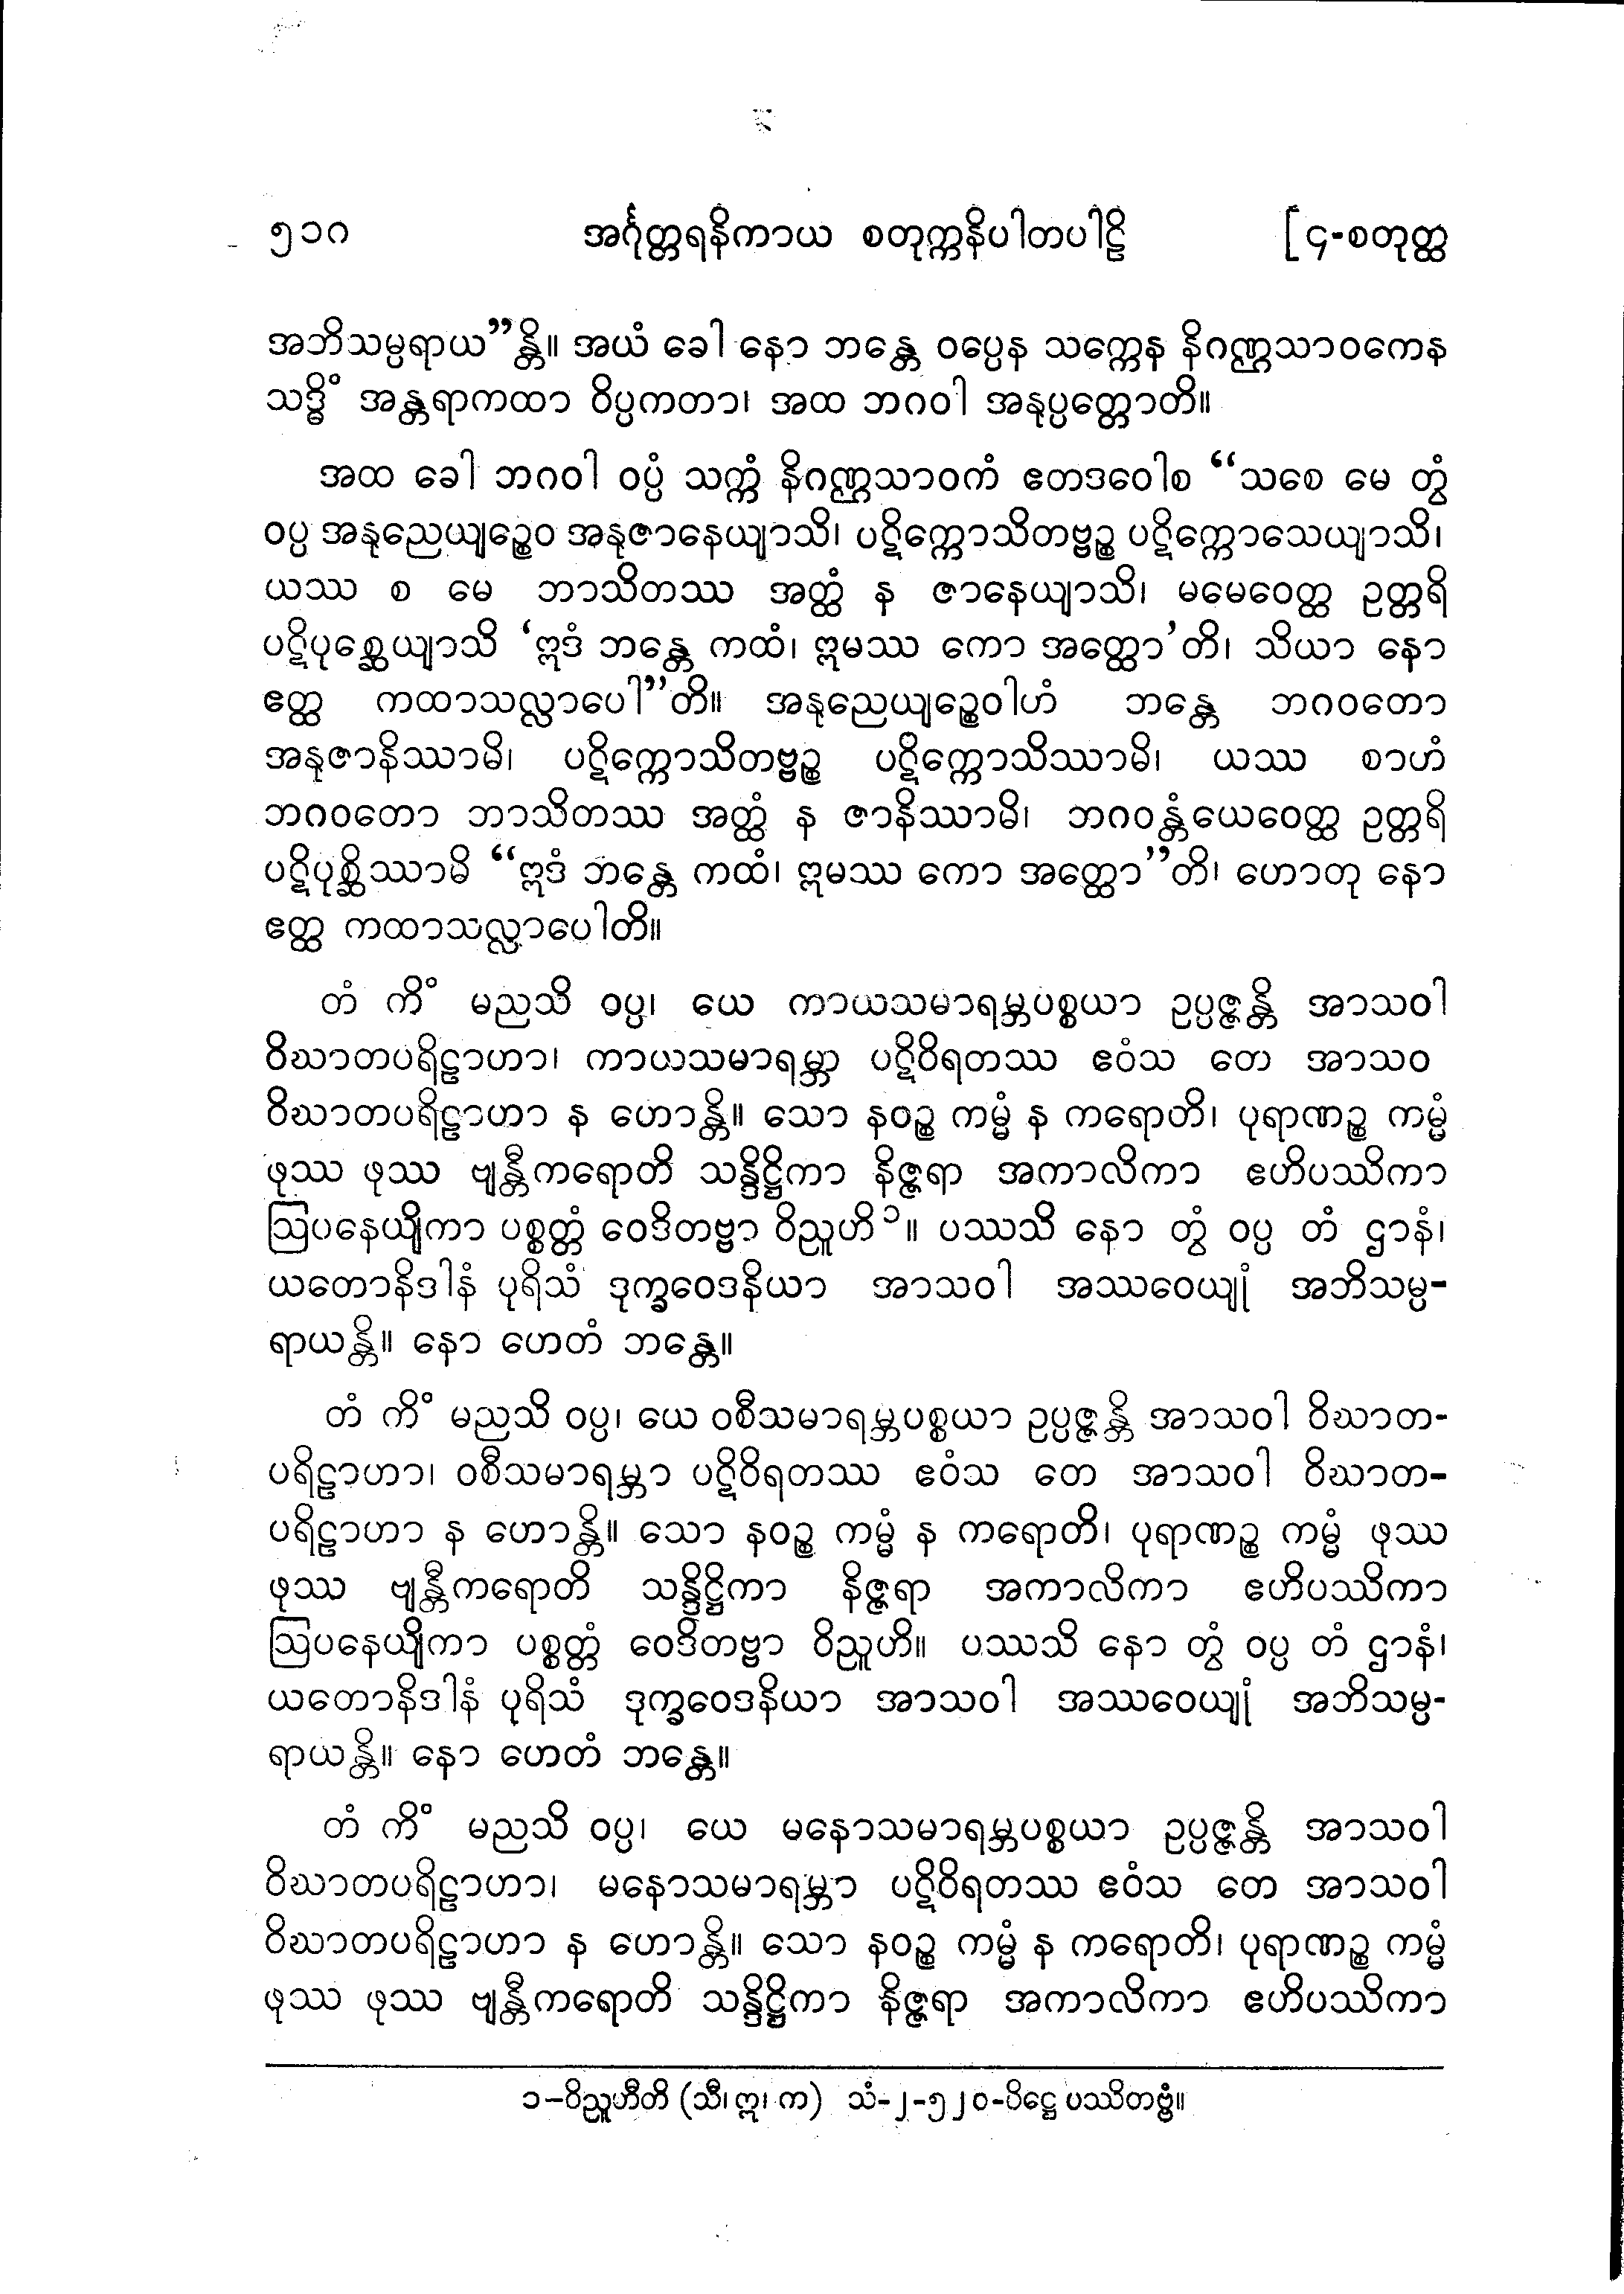 ၅၁၀ အင်္ဂုတ္တရနိကာယ စတုက္ကနိပါတပါဠိ [၄-စတုတ္ထ
အဘိသမ္ပရာယ”န္တိ။ အယံ ခေါ နော ဘန္တေ ဝပ္ပေန သက္ကေန နိဂဏ္ဌသာဝကေန
သဒ္ဓိံ အန္တရာကထာ ဝိပ္ပကတာ၊ အထ ဘဂဝါ အနုပ္ပတ္တောတိ။
အထ ခေါ ဘဂဝါ ဝပ္ပံ သက္ကံ နိဂဏ္ဌသာဝကံ ဧတဒဝေါစ “သစေ မေ တွံ
ဝပ္ပ အနုညေယျဉ္စေဝ အနုဇာနေယျာသိ၊ ပဋိက္ကောသိတဗ္ဗဉ္စ ပဋိက္ကောသေယျာသိ၊
ယဿ စ မေ ဘာသိတဿ အတ္ထံ န ဇာနေယျာသိ၊ မမေဝေတ္ထ ဥတ္တရိ
ပဋိပုစ္ဆေယျာသိ ‘ဣဒံ ဘန္တေ ကထံ၊ ဣမဿ ကော အတ္ထော’တိ၊ သိယာ နော
ဧတ္ထ ကထာသလ္လာပေါ”တိ။ အနုညေယျဉ္စေဝါဟံ ဘန္တေ ဘဂဝတော
အနုဇာနိဿာမိ၊ ပဋိက္ကောသိတဗ္ဗဉ္စ ပဋိက္ကောသိဿာမိ၊ ယဿ စာဟံ
ဘဂဝတော ဘာသိတဿ အတ္ထံ န ဇာနိဿာမိ၊ ဘဂဝန္တံယေဝေတ္ထ ဥတ္တရိ
ပဋိပုစ္ဆိဿာမိ “ဣဒံ ဘန္တေ ကထံ၊ ဣမဿ ကော အတ္ထော”တိ၊ ဟောတု နော
ဧတ္ထ ကထာသလ္လာပေါတိ။
တံ ကိံ မညသိ ဝပ္ပ၊ ယေ ကာယသမာရမ္ဘပစ္စယာ ဥပ္ပဇ္ဇန္တိ အာသဝါ
ဝိဃာတပရိဠာဟာ၊ ကာယသမာရမ္ဘာ ပဋိဝိရတဿ ဧဝံသ တေ အာသဝ
ဝိဃာတပရိဠာဟာ န ဟောန္တိ။ သော နဝဉ္စ ကမ္မံ န ကရောတိ၊ ပုရာဏဉ္စ ကမ္မံ
ဖုဿ ဖုဿ ဗျန္တီကရောတိ သန္ဒိဋ္ဌိကာ နိဇ္ဇရာ အကာလိကာ ဧဟိပဿိကာ
ဩပနေယျိကာ ပစ္စတ္တံ ဝေဒိတဗ္ဗာ ဝိညူဟိ၁။ ပဿသိ နော တွံ ဝပ္ပ တံ ဌာနံ၊
ယတောနိဒါနံ ပုရိသံ ဒုက္ခဝေဒနိယာ အာသဝါ အဿဝေယျုံ အဘိသမ္ပ-
ရာယန္တိ။ နော ဟေတံ ဘန္တေ။
တံ ကိံ မညသိ ဝပ္ပ၊ ယေ ဝစီသမာရမ္ဘပစ္စယာ ဥပ္ပဇ္ဇန္တိ အာသဝါ ဝိဃာတ-
ပရိဠာဟာ၊ ဝစီသမာရမ္ဘာ ပဋိဝိရတဿ ဧဝံသ တေ အာသဝါ ဝိဃာတ-
ပရိဠာဟာ န ဟောန္တိ။ သော နဝဉ္စ ကမ္မံ န ကရောတိ၊ ပုရာဏဉ္စ ကမ္မံ ဖုဿ
ဖုဿ ဗျန္တီကရောတိ သန္ဒိဋ္ဌိကာ နိဇ္ဇရာ အကာလိကာ ဧဟိပဿိကာ
ဩပနေယျိကာ ပစ္စတ္တံ ဝေဒိတဗ္ဗာ ဝိညူဟိ။ ပဿသိ နော တွံ ဝပ္ပ တံ ဌာနံ၊
ယတောနိဒါနံ ပုရိသံ ဒုက္ခဝေဒနိယာ အာသဝါ အဿဝေယျုံ အဘိသမ္ပ-
ရာယန္တိ။ နော ဟေတံ ဘန္တေ။
တံ ကိံ မညသိ ဝပ္ပ၊ ယေ မနောသမာရမ္ဘပစ္စယာ ဥပ္ပဇ္ဇန္တိ အာသဝါ
ဝိဃာတပရိဠာဟာ၊ မနောသမာရမ္ဘာ ပဋိဝိရတဿ ဧဝံသ တေ အာသဝါ
ဝိဃာတပရိဠာဟာ န ဟောန္တိ။ သော နဝဉ္စ ကမ္မံ န ကရောတိ၊ ပုရာဏဉ္စ ကမ္မံ
ဖုဿ ဖုဿ ဗျန္တီကရောတိ သန္ဒိဋ္ဌိကာ နိဇ္ဇရာ အကာလိကာ ဧဟိပဿိကာ
၁-ဝိညူဟီတိ (သီ၊ ဣ၊ က) သံ-၂-၅၂၀-ပိဋ္ဌေ ပဿိတဗ္ဗံ။